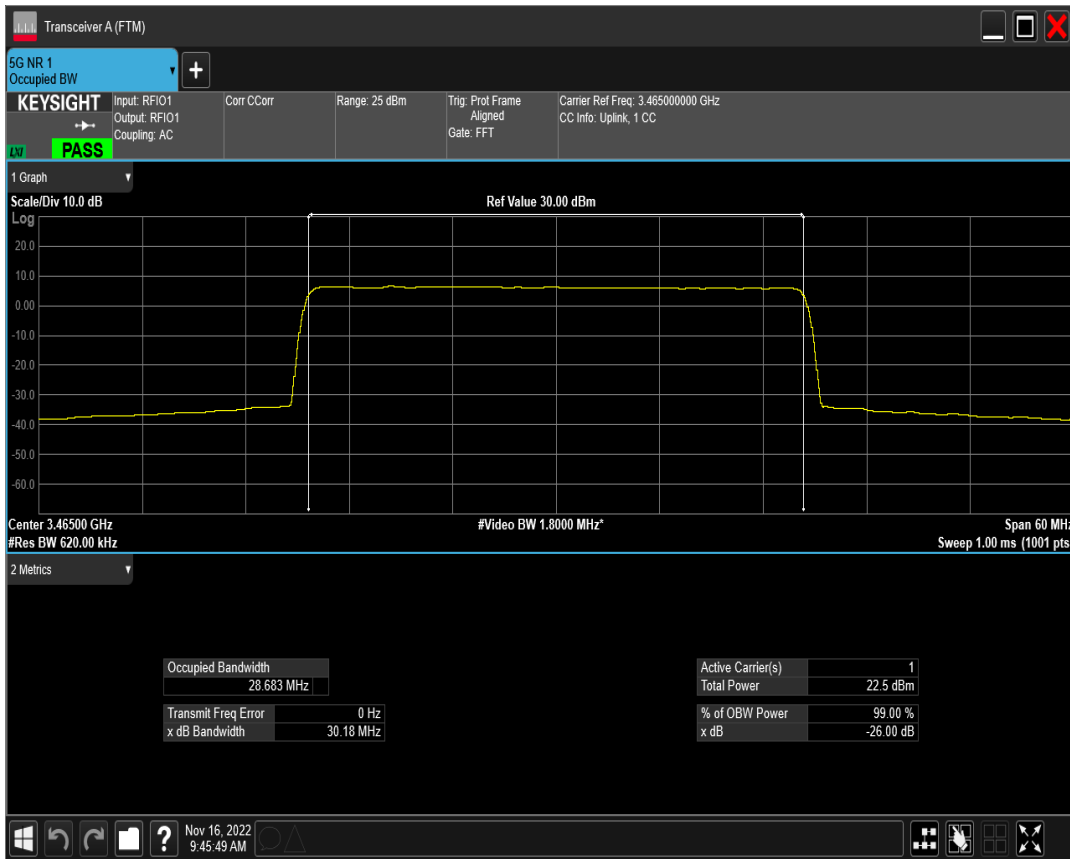 Transceiver A (FTM)
5G NR 1
Occupied BW
+
KEYSIGHT
LXI
PASS
Input: RFIO1
Output: RFIO1
Coupling: AC
Corr CCorr
Range: 25 dBm
Trig: Prot Frame
Aligned
Gate: FFT
Carrier Ref Freq: 3.465000000 GHz
CC Info: Uplink, 1 CC
1 Graph
Scale/Div 10.0 dB
Ref Value 30.00 dBm
Log
20.0
10.0
0.00
-10.0
-20.0
-30.0
-40.0
-50.0
-60.0
Center 3.46500 GHz
#Video BW 1.8000 MHz*
Span 60 MHz
#Res BW 620.00 kHz
Sweep 1.00 ms (1001 pts
2 Metrics
Occupied Bandwidth
28.683 MHz
Transmit Freq Error 0 Hz
x dB Bandwidth 30.18 MHz
Active Carrier(s) 1
Total Power 22.5 dBm
% of OBW Power 99.00 %
x dB -26.00 dB
?
Nov 16, 2022
9:45:49 AM